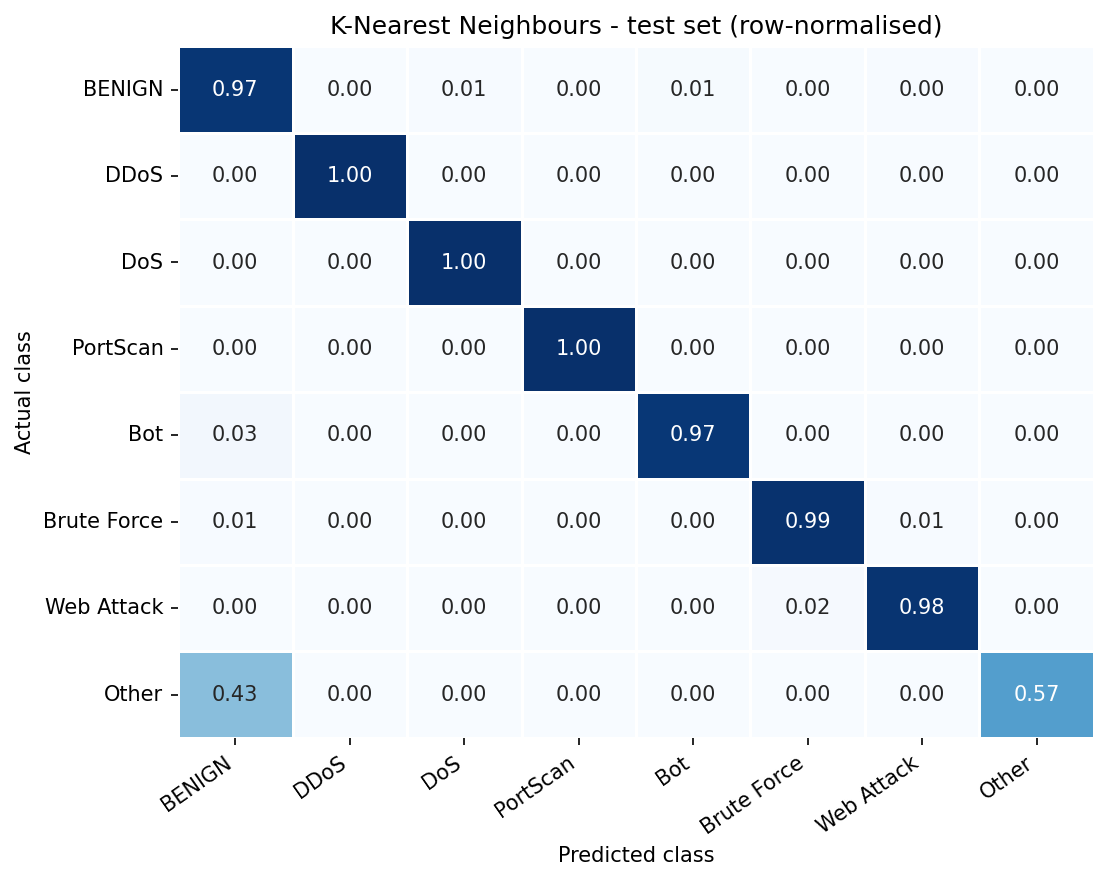 K-Nearest Neighbours - test set (row-normalised)
BENIGN 0.97 0.00 0.01 0.00 0.01 0.00 0.00 0.00
DDoS 0.00 1.00 0.00 0.00 0.00 0.00 0.00 0.00
DoS 0.00 0.00 1.00 0.00 0.00 0.00 0.00 0.00
PortScan 0.00 0.00 0.00 1.00 0.00 0.00 0.00 0.00
Bot 0.03 0.00 0.00 0.00 0.97 0.00 0.00 0.00
Brute Force 0.01 0.00 0.00 0.00 0.00 0.99 0.01 0.00
Web Attack 0.00 0.00 0.00 0.00 0.00 0.02 0.98 0.00
Other 0.43 0.00 0.00 0.00 0.00 0.00 0.00 0.57
Actual class
BENIGN DDoS DoS PortScan Bot Brute Force Web Attack Other
Predicted class